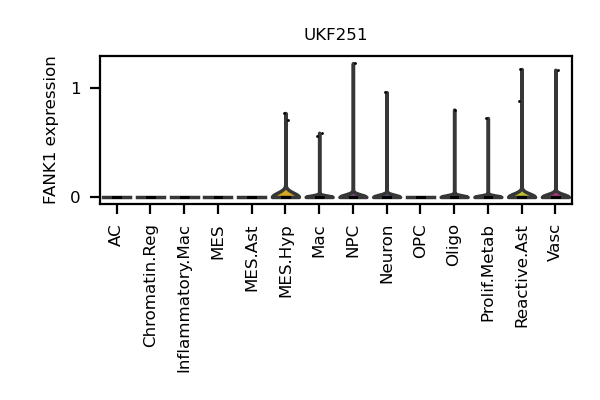 UKF251
FANK1 expression
1
0
AC
Chromatin.Reg
Inflammatory.Mac
MES
MES.Ast
MES.Hyp
Mac
NPC
Neuron
OPC
Oligo
Prolif.Metab
Reactive.Ast
Vasc